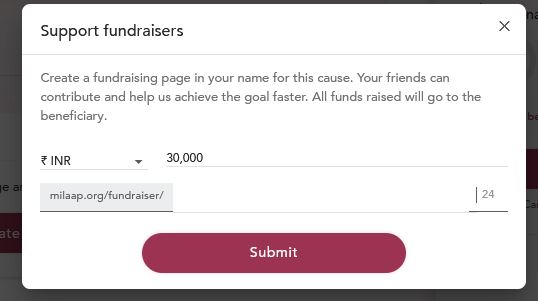 Support fundraisers
Create a fundraising page in your name for this cause. Your friends can
contribute and help us achieve the goal faster. All funds raised will go to the
beneficiary.
₹ INR 30,000
milaap.org/fundraiser/ 24
Submit